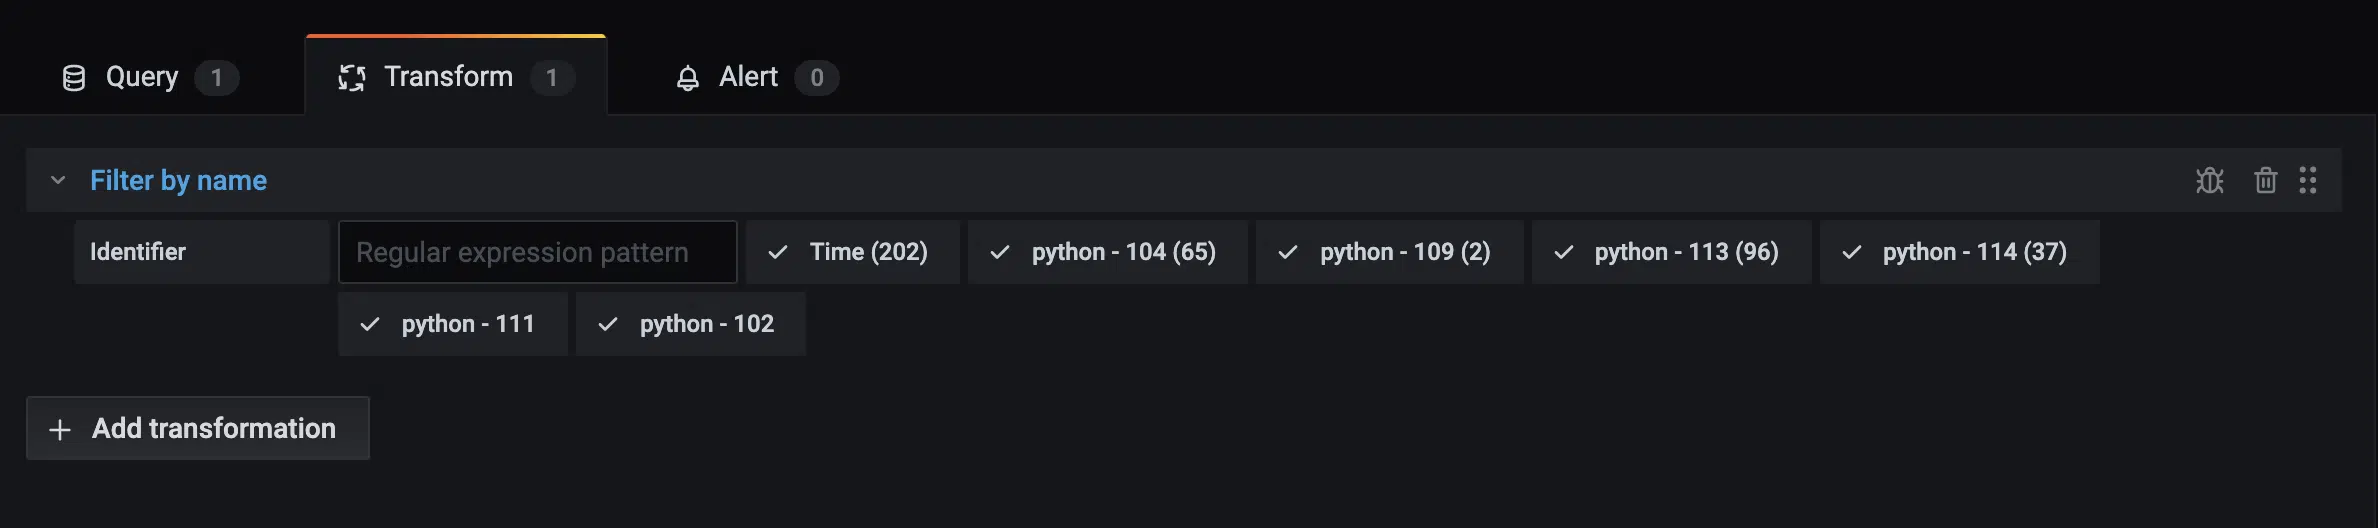 Query 1 Transform 1 Alert 0
Filter by name
Identifier Regular expression pattern Time (202) python - 104 (65) python - 109 (2) python - 113 (96) python - 114 (37)
python - 111 python - 102
Add transformation